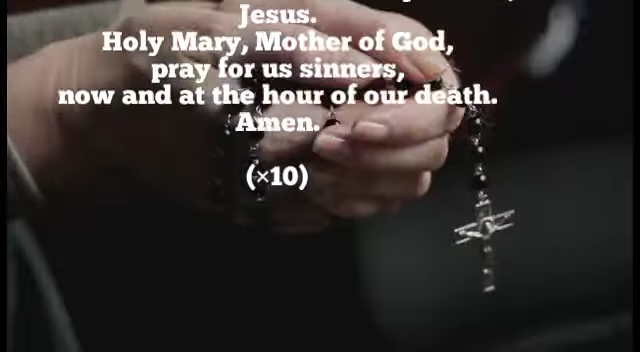 Jesus.
Holy Mary, Mother of God,
pray for us sinners,
now and at the hour of our death.
Amen.
(×10)